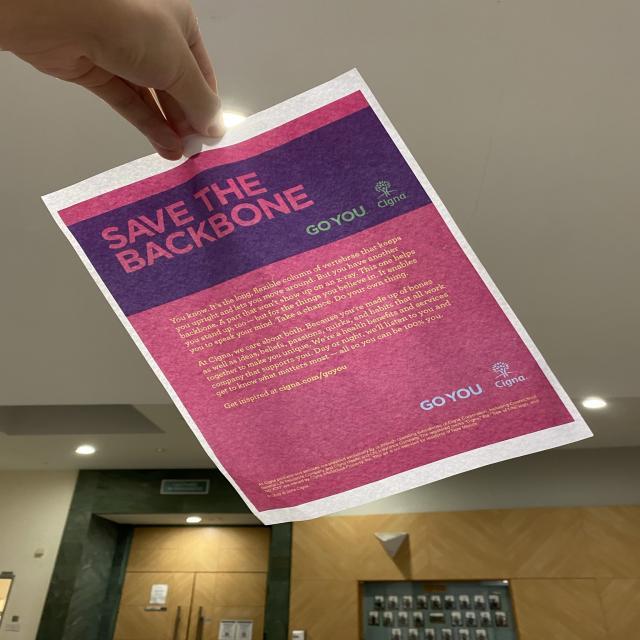 SAVE THE
BACKBONE
GO YOU
Cigna
You know. It's the long, flexible column of vertebrae that keeps
you upright and lets you move around. But you have another
backbone. A part that won't show up on an x-ray. This one helps
you stand up too — but for the things you believe in. It enables
you to speak your mind. Take a chance. Do your own thing.
At Cigna, we care about both. Because you're made up of bones
as well as ideas, beliefs, passions, quirks, and habits that all work
together to make you unique. We're a health benefits and services
company that supports you. Day or night we'll listen to you and
get to know what matters most — all so you can be 100% you.
Get inspired at cigna.com/goyou
GO YOU
Cigna